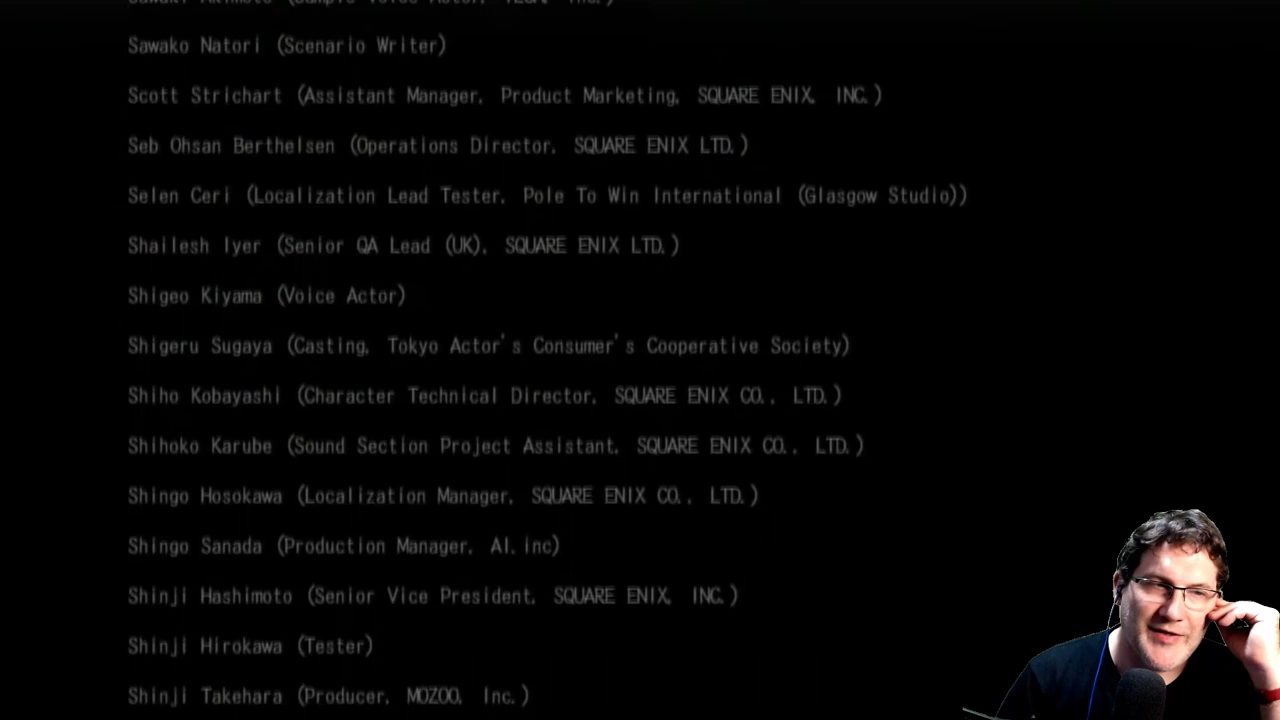 Sawako Natori (Scenario Writer)
Scott Strichart (Assistant Manager, Product Marketing, SQUARE ENIX, INC.)
Seb Ohsan Berthelsen (Operations Director, SQUARE ENIX LTD.)
Selen Ceri (Localization Lead Tester, Pole To Win International (Glasgow Studio))
Shailesh Iyer (Senior QA Lead (UK), SQUARE ENIX LTD.)
Shigeo Kiyama (Voice Actor)
Shigeru Sugaya (Casting, Tokyo Actor's Consumer's Cooperative Society)
Shiho Kobayashi (Character Technical Director, SQUARE ENIX CO., LTD.)
Shihoko Karube (Sound Section Project Assistant, SQUARE ENIX CO., LTD.)
Shingo Hosokawa (Localization Manager, SQUARE ENIX CO., LTD.)
Shingo Sanada (Production Manager, AI.inc)
Shinji Hashimoto (Senior Vice President, SQUARE ENIX, INC.)
Shinji Hirokawa (Tester)
Shinji Takehara (Producer, MOZOO, Inc.)